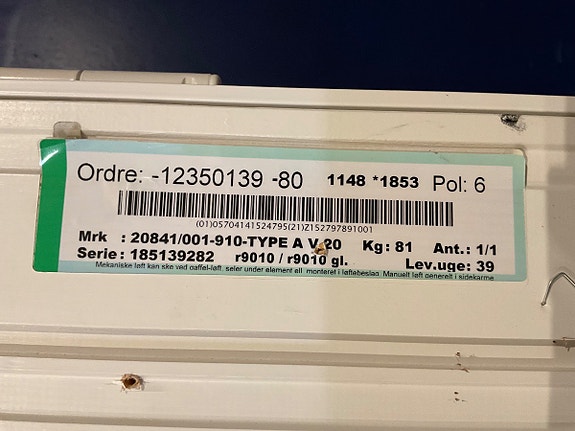 Ordre: -12350139 -80 1148 *1853 Pol: 6
(01)05704141524795(21)Z152797891001
Mrk : 20841/001-910-TYPE A V 20 Kg: 81 Ant.: 1/1
Serie: 185139282 r9010 / r9010 gl. Lev.uge: 39
Mekaniske løft kan ske ved gaffel-løft, seler under element ell. monteret i løftebeslag. Manuelt løft generelt i sidekarme